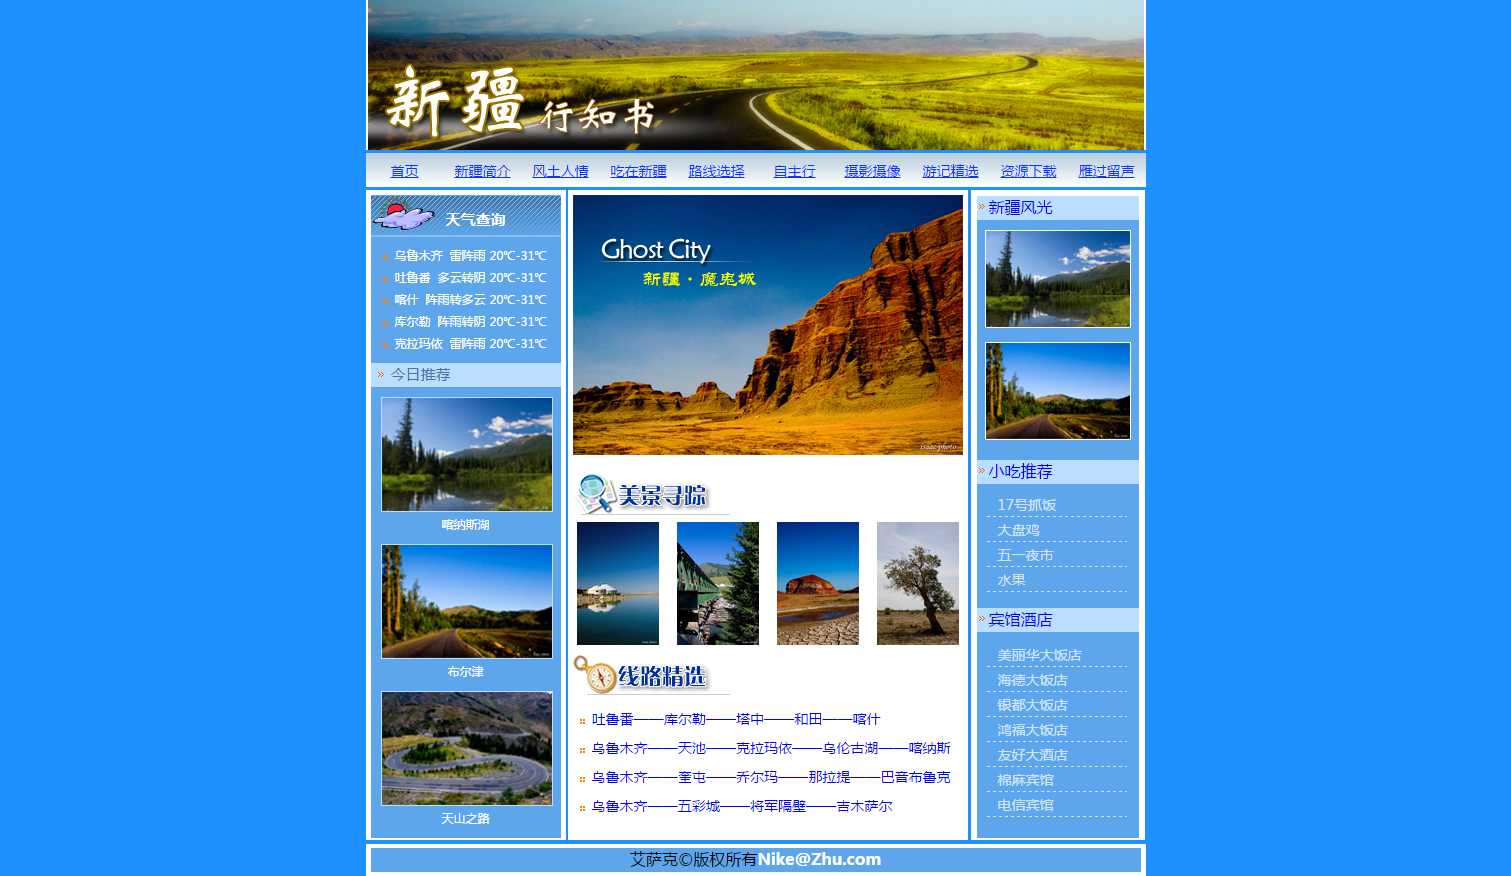 新疆行知书
首页 新疆简介 风土人情 吃在新疆 路线选择 自主行 摄影摄像 游记精选 资源下载 雁过留声
天气查询
乌鲁木齐 雷阵雨 20℃-31℃
吐鲁番 多云转阴 20℃-31℃
喀什 阵雨转多云 20℃-31℃
库尔勒 阵雨转阴 20℃-31℃
克拉玛依 雷阵雨 20℃-31℃
今日推荐
喀纳斯湖
布尔津
天山之路
Ghost City
新疆·魔鬼城
isaac photo
美景寻踪
线路精选
吐鲁番——库尔勒——塔中——和田——喀什
乌鲁木齐——天池——克拉玛依——乌伦古湖——喀纳斯
乌鲁木齐——奎屯——乔尔玛——那拉提——巴音布鲁克
乌鲁木齐——五彩城——将军隔壁——吉木萨尔
新疆风光
小吃推荐
17号抓饭
大盘鸡
五一夜市
水果
宾馆酒店
美丽华大饭店
海德大饭店
银都大饭店
鸿福大饭店
友好大酒店
棉麻宾馆
电信宾馆
艾萨克©版权所有Nike@Zhu.com